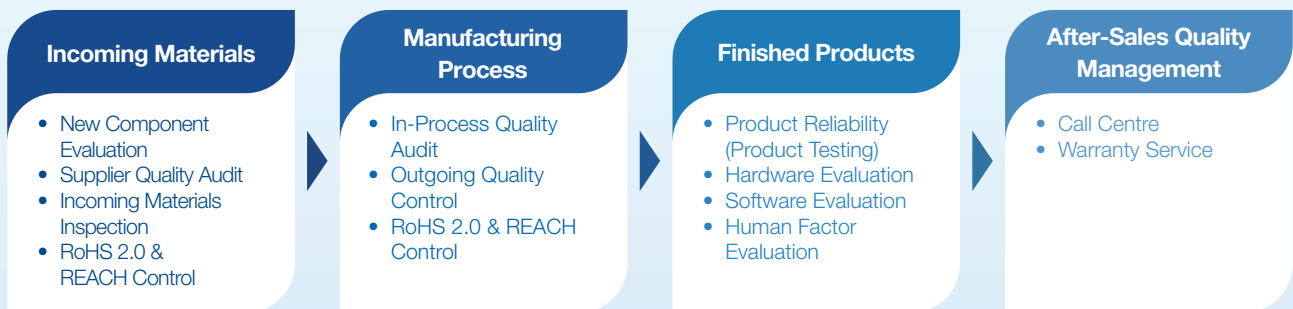 Incoming Materials
• New Component
Evaluation
• Supplier Quality Audit
• Incoming Materials
Inspection
• RoHS 2.0 &
REACH Control
Manufacturing
Process
• In-Process Quality
Audit
• Outgoing Quality
Control
• RoHS 2.0 & REACH
Control
Finished Products
• Product Reliability
(Product Testing)
• Hardware Evaluation
• Software Evaluation
• Human Factor
Evaluation
After-Sales Quality
Management
• Call Centre
• Warranty Service